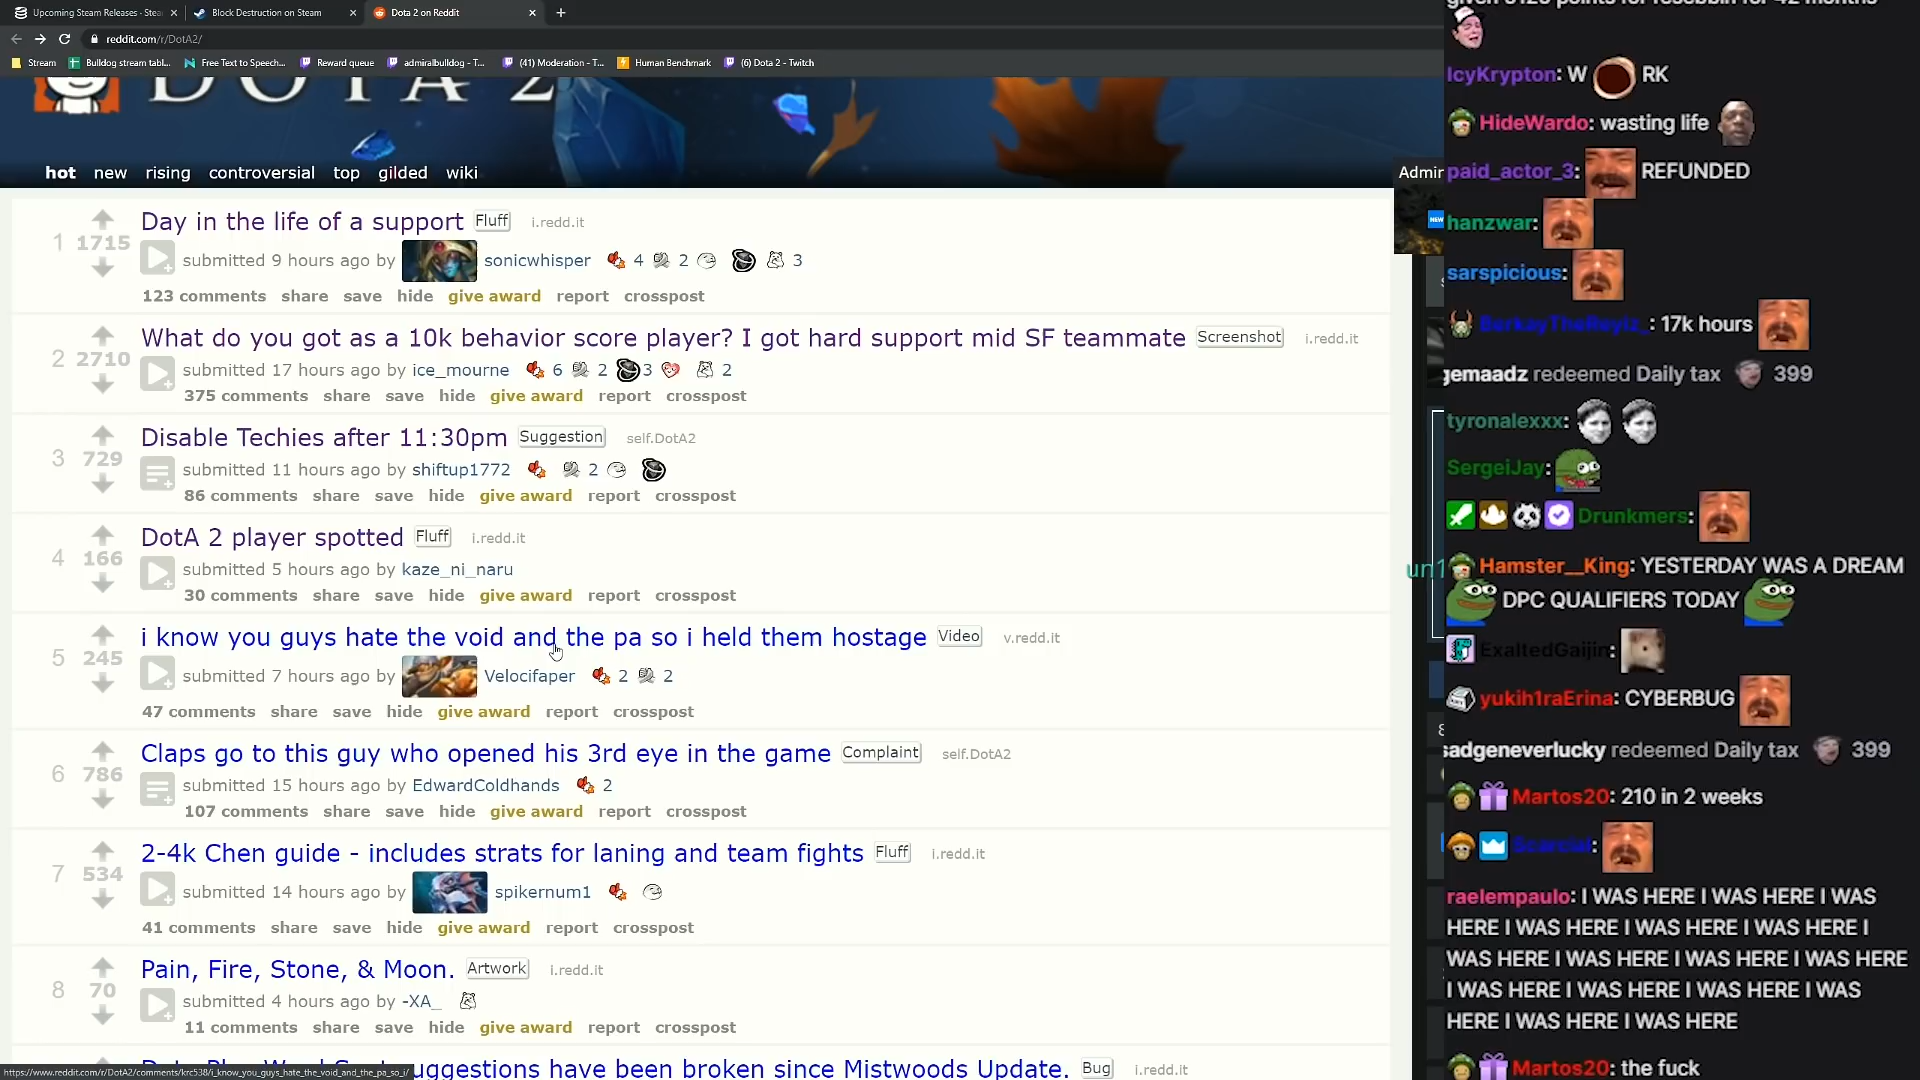 Upcoming Steam Releases - Stea
Block Destruction on Steam
Dota 2 on Reddit
reddit.com/r/DotA2/
Stream
Bulldog stream tabl...
Free Text to Speech...
Reward queue
admiralbulldog - T...
(41) Moderation - T...
Human Benchmark
(6) Dota 2 - Twitch
DOTA 2
hot new rising controversial top gilded wiki
1 1715 Day in the life of a support Fluff i.redd.it
submitted 9 hours ago by sonicwhisper 4 2 3
123 comments share save hide give award report crosspost
2 2710 What do you got as a 10k behavior score player? I got hard support mid SF teammate Screenshot i.redd.it
submitted 17 hours ago by ice_mourne 6 2 3 2
375 comments share save hide give award report crosspost
3 729 Disable Techies after 11:30pm Suggestion self.DotA2
submitted 11 hours ago by shiftup1772 2
86 comments share save hide give award report crosspost
4 166 DotA 2 player spotted Fluff i.redd.it
submitted 5 hours ago by kaze_ni_naru
30 comments share save hide give award report crosspost
5 245 i know you guys hate the void and the pa so i held them hostage Video v.redd.it
submitted 7 hours ago by Velocifaper 2 2
47 comments share save hide give award report crosspost
6 786 Claps go to this guy who opened his 3rd eye in the game Complaint self.DotA2
submitted 15 hours ago by EdwardColdhands 2
107 comments share save hide give award report crosspost
7 534 2-4k Chen guide - includes strats for laning and team fights Fluff i.redd.it
submitted 14 hours ago by spikernum1
41 comments share save hide give award report crosspost
8 70 Pain, Fire, Stone, & Moon. Artwork i.redd.it
submitted 4 hours ago by -XA_
11 comments share save hide give award report crosspost
uggestions have been broken since Mistwoods Update. Bug i.redd.it
https://www.reddit.com/r/DotA2/comments/krc538/i_know_you_guys_hate_the_void_and_the_pa_so_i/
Admir
NEW
un1
IcyKrypton: W RK
HideWardo: wasting life
paid_actor_3: REFUNDED
hanzwar:
sarspicious:
BerkayTheReyiz_: 17k hours
gemaadz redeemed Daily tax 399
tyronalexxx:
SergeiJay:
Drunkmers:
Hamster__King: YESTERDAY WAS A DREAM
DPC QUALIFIERS TODAY
ExaltedGaijin:
yukih1raErina: CYBERBUG
sadgeneverlucky redeemed Daily tax 399
Martos20: 210 in 2 weeks
Scarcial:
raelempaulo: I WAS HERE I WAS HERE I WAS
HERE I WAS HERE I WAS HERE I WAS HERE I
WAS HERE I WAS HERE I WAS HERE I WAS HERE
I WAS HERE I WAS HERE I WAS HERE I WAS
HERE I WAS HERE I WAS HERE
Martos20: the fuck